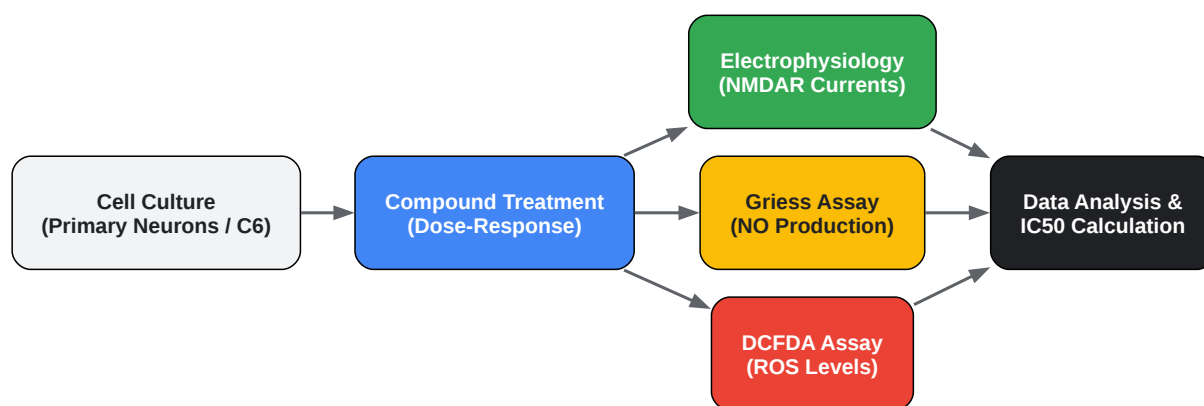 Cell Culture
(Primary Neurons / C6)
Compound Treatment
(Dose-Response)
Electrophysiology
(NMDAR Currents)
Griess Assay
(NO Production)
DCFDA Assay
(ROS Levels)
Data Analysis &
IC50 Calculation